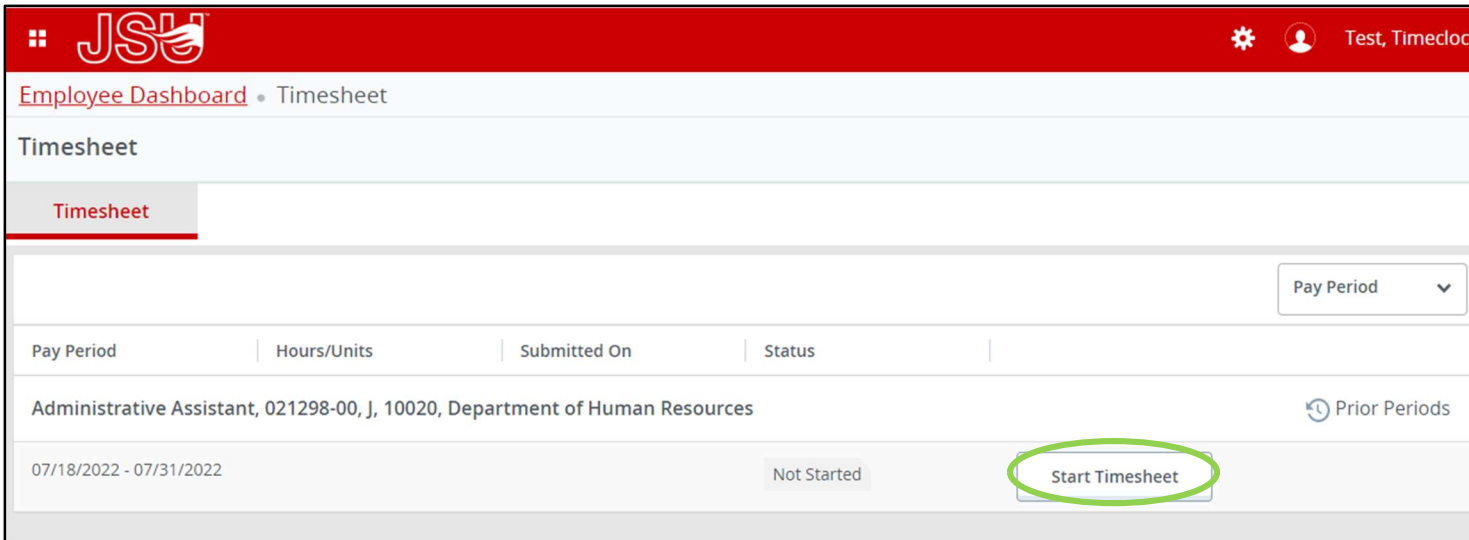 JSU Test, Timecloc
Employee Dashboard • Timesheet
Timesheet
Timesheet
Pay Period
Pay Period Hours/Units Submitted On Status
Administrative Assistant, 021298-00, J, 10020, Department of Human Resources Prior Periods
07/18/2022 - 07/31/2022 Not Started Start Timesheet